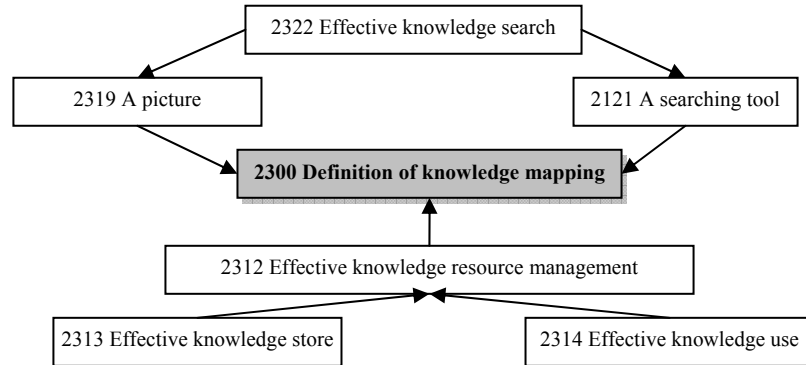 2322 Effective knowledge search
2319 A picture
2121 A searching tool
2300 Definition of knowledge mapping
2312 Effective knowledge resource management
2313 Effective knowledge store
2314 Effective knowledge use